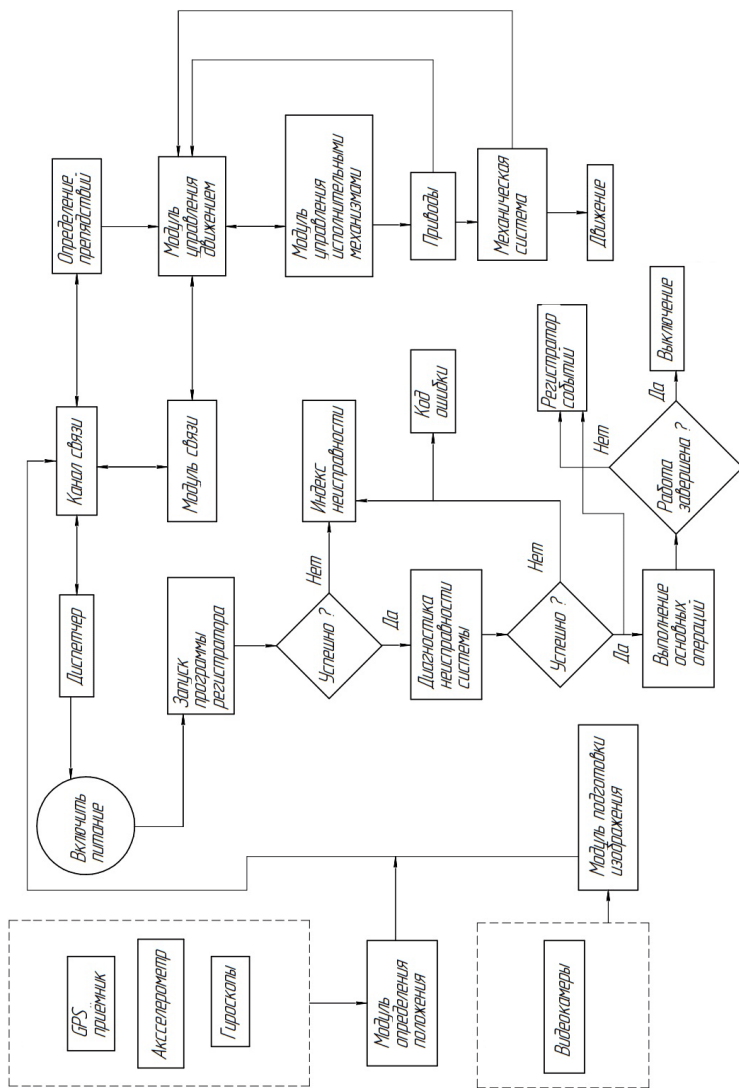 GPS
приёмник
Аксселерометр
Гироскопы
Модуль
определения
положения
Видеокамеры
Модуль подготовки
изображения
Включить
питание
Диспетчер
Канал связи
Определение
препядствий
Модуль связи
Модуль
управления
движением
Модуль
управления
исполнительными
механизмами
Приводы
Механическая
система
Движение
Запуск
программы
регистратора
Успешно ?
Нет
Да
Индекс
неисправности
Диагностика
неисправности
системы
Успешно ?
Нет
Да
Код
ошибки
Выполнение
основных
операций
Работа
завершена ?
Нет
Да
Регистратор
событий
Выключение